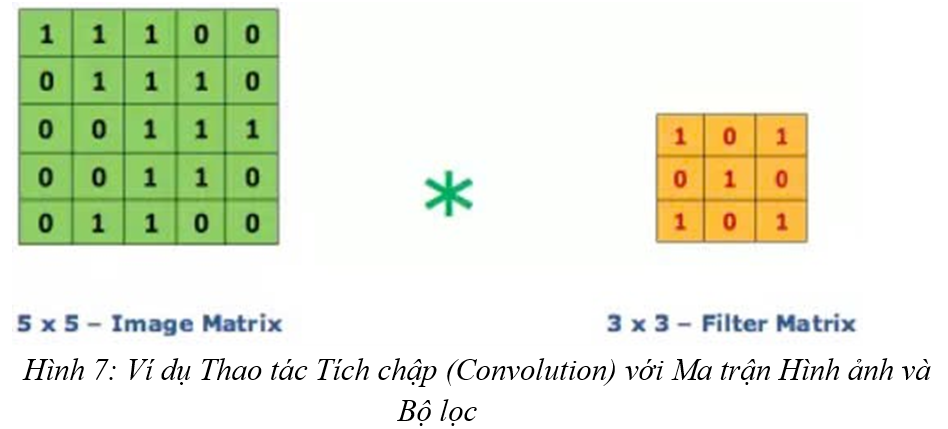 1 1 1 0 0
0 1 1 1 0
0 0 1 1 1
0 0 1 1 0
0 1 1 0 0
*
1 0 1
0 1 0
1 0 1
5 x 5 – Image Matrix
3 x 3 – Filter Matrix
Hình 7: Ví dụ Thao tác Tích chập (Convolution) với Ma trận Hình ảnh và
Bộ lọc